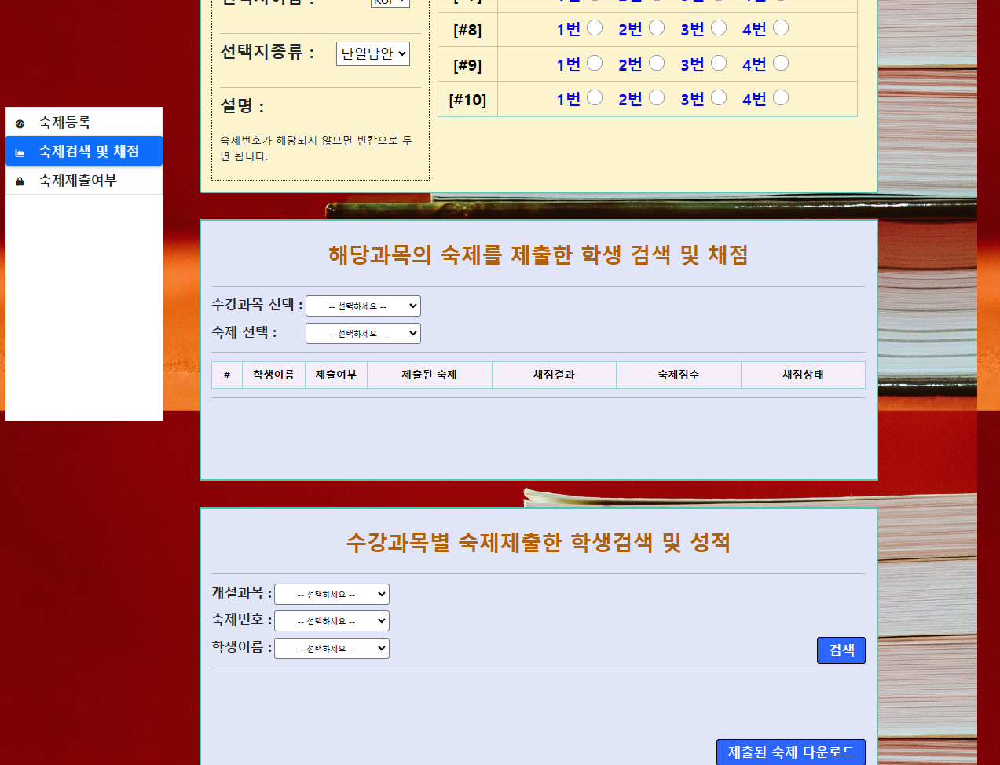 선택지종류 : 단일답안
설명 :
숙제번호가 해당되지 않으면 빈칸으로 두
면 됩니다.
[#8] 1번 2번 3번 4번
[#9] 1번 2번 3번 4번
[#10] 1번 2번 3번 4번
숙제등록
숙제검색 및 채점
숙제제출여부
해당과목의 숙제를 제출한 학생 검색 및 채점
수강과목 선택 : -- 선택하세요 --
숙제 선택 : -- 선택하세요 --
# 학생이름 제출여부 제출된 숙제 채점결과 숙제점수 채점상태
수강과목별 숙제제출한 학생검색 및 성적
개설과목 : -- 선택하세요 --
숙제번호 : -- 선택하세요 --
학생이름 : -- 선택하세요 --
검색
제출된 숙제 다운로드